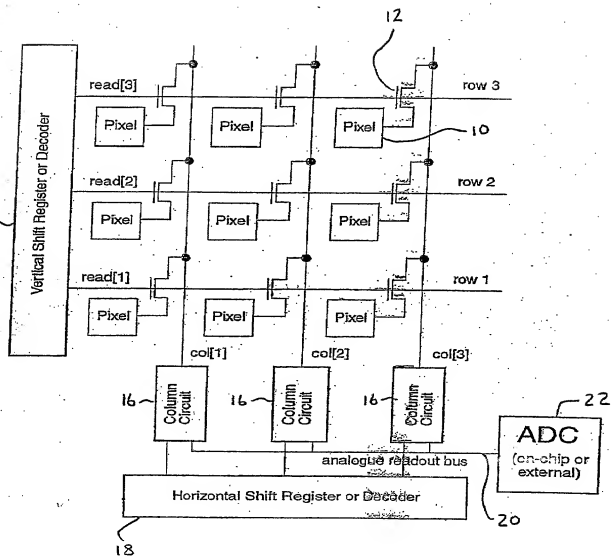 12
read[3]
row 3
Pixel
Pixel
Pixel
10
read[2]
row 2
Pixel
Pixel
Pixel
Vertical Shift Register or Decoder
read[1]
row 1
Pixel
Pixel
Pixel
col[1]
col[2]
col[3]
16
Column
Circuit
16
Column
Circuit
16
Column
Circuit
22
ADC
(on-chip or
external)
analogue readout bus
20
Horizontal Shift Register or Decoder
18